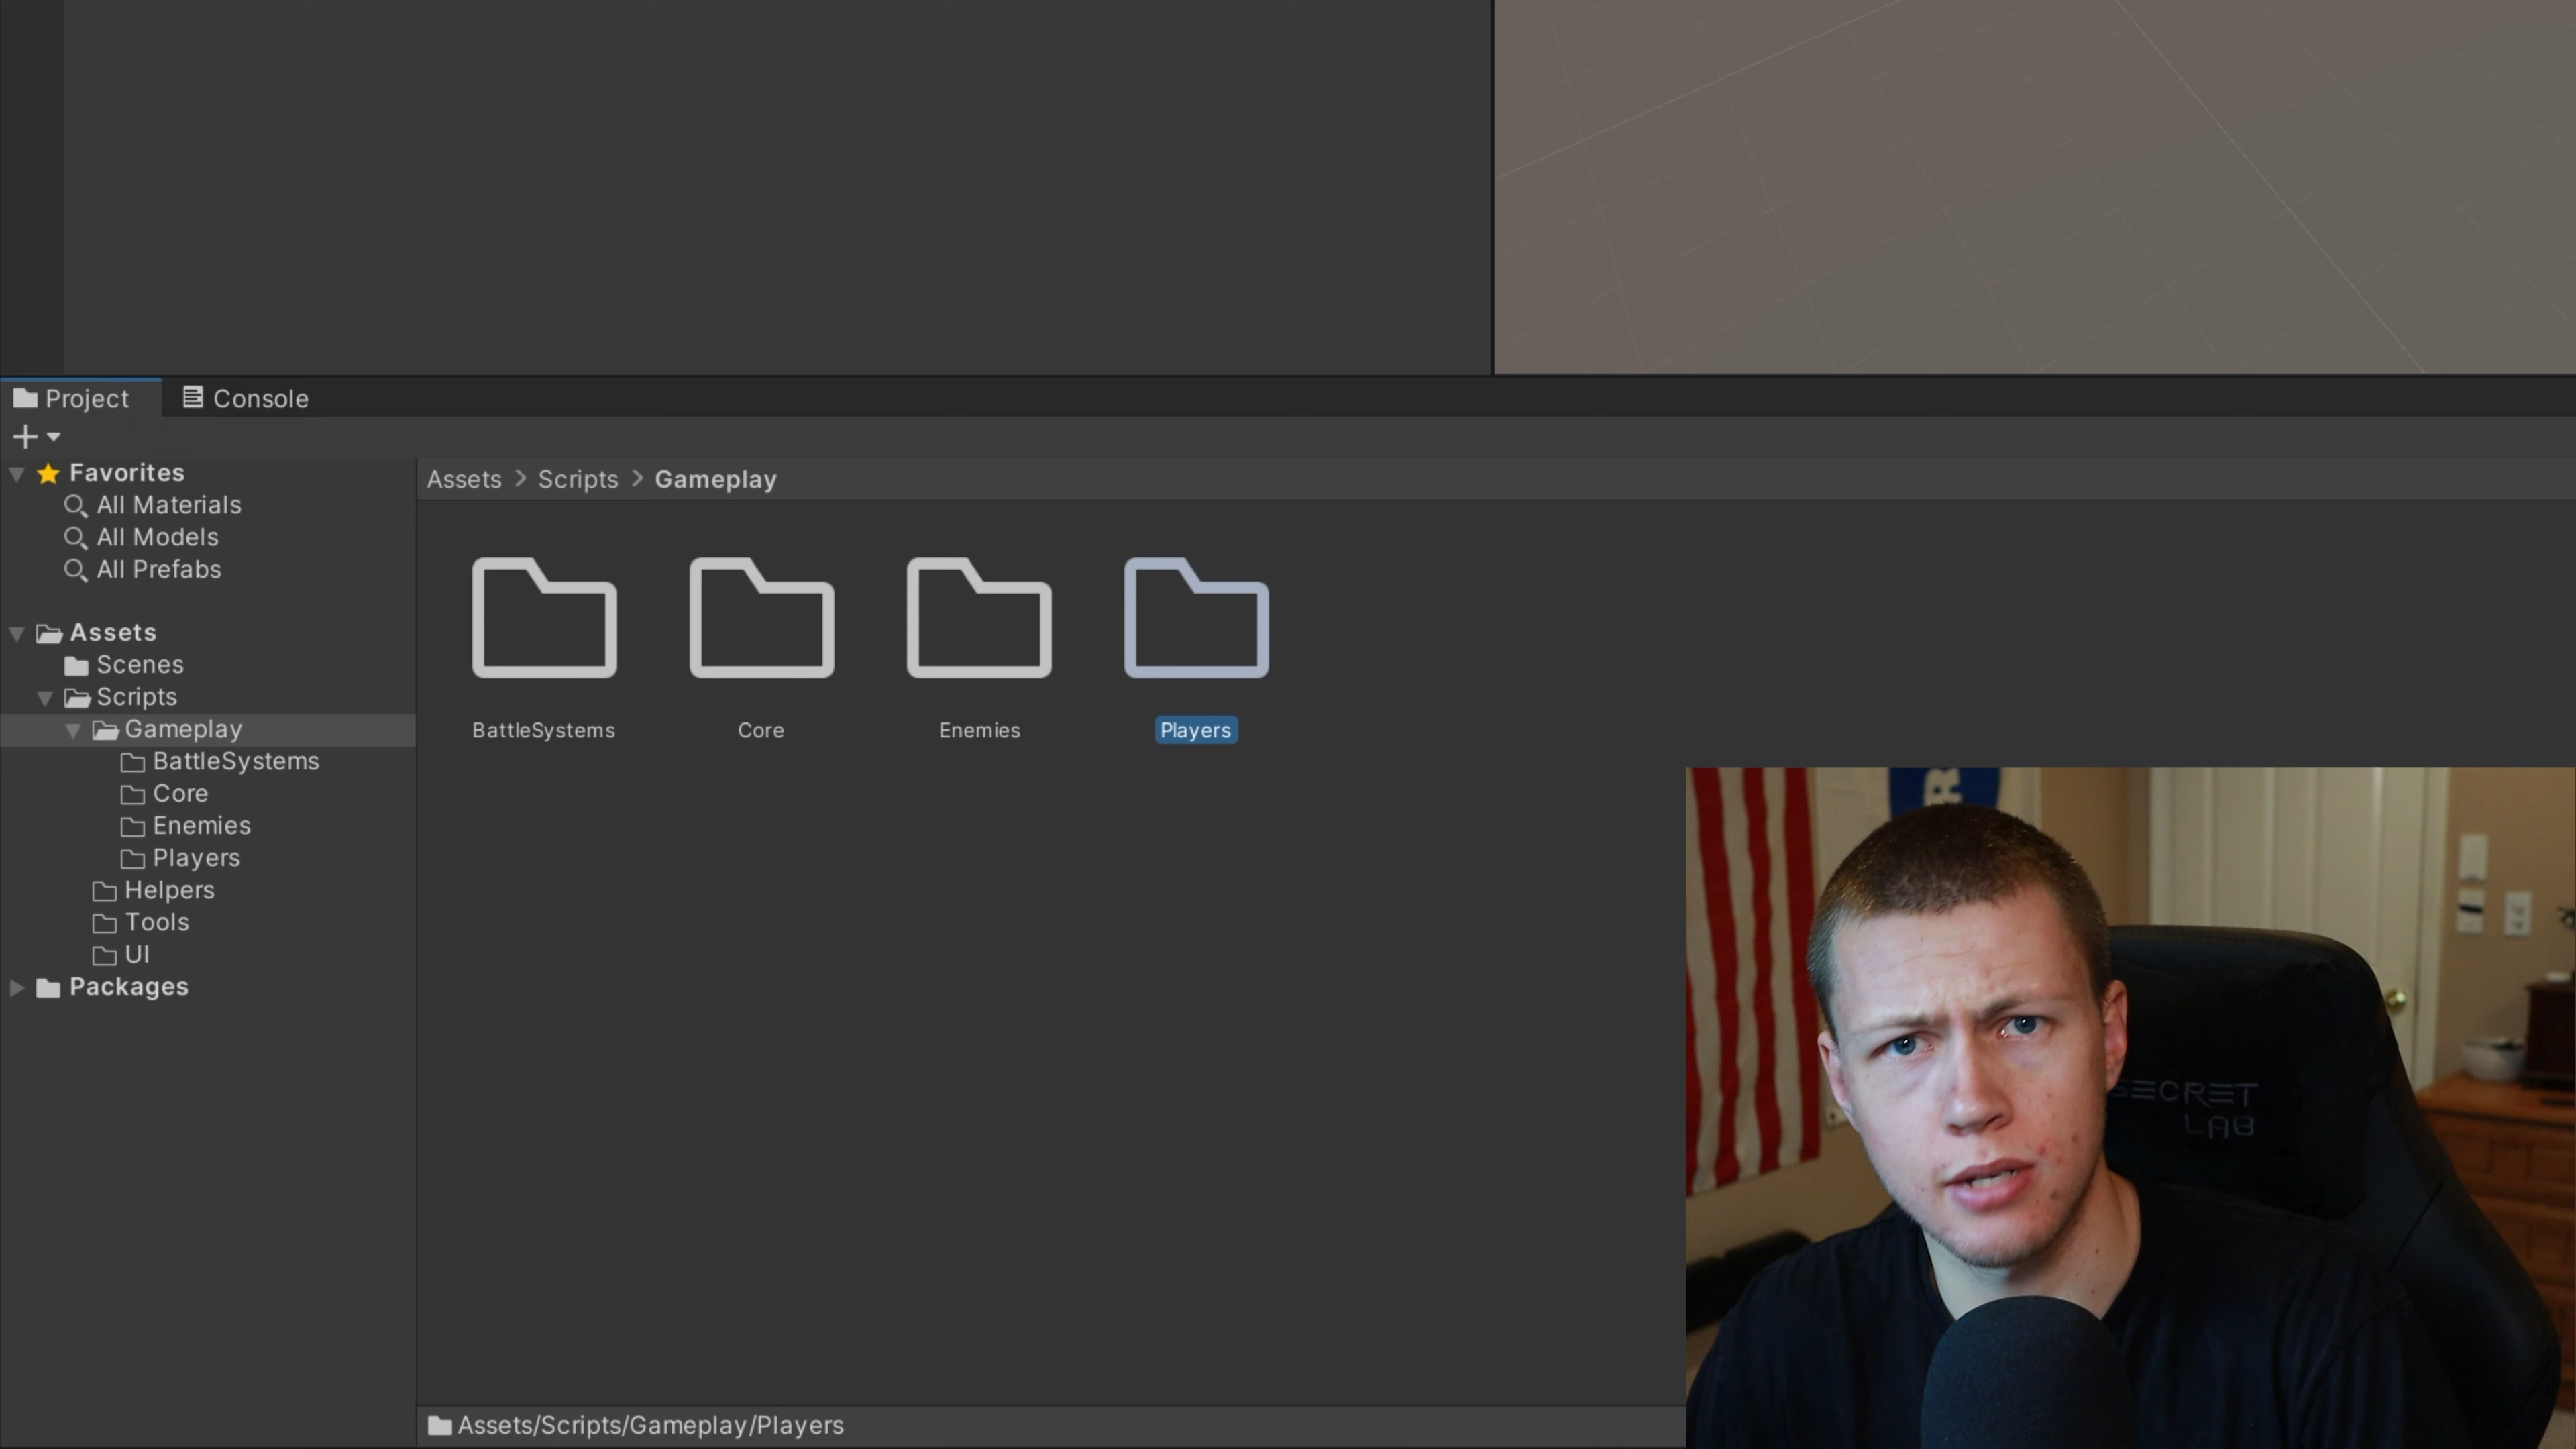 Project
Console
Favorites
All Materials
All Models
All Prefabs
Assets
Scenes
Scripts
Gameplay
BattleSystems
Core
Enemies
Players
Helpers
Tools
UI
Packages
Assets > Scripts > Gameplay
BattleSystems
Core
Enemies
Players
Assets/Scripts/Gameplay/Players
R
SECRET
LAB